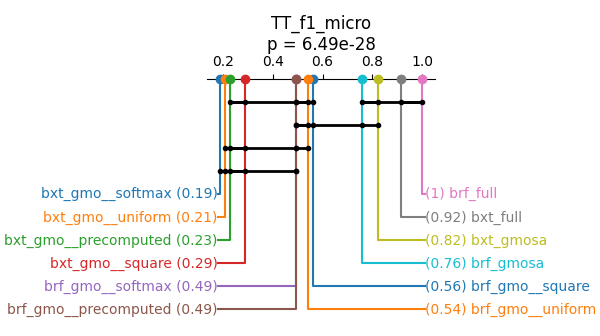 TT_f1_micro
p = 6.49e-28
0.2 0.4 0.6 0.8 1.0
bxt_gmo__softmax (0.19) (1) brf_full
bxt_gmo__uniform (0.21) (0.92) bxt_full
bxt_gmo__precomputed (0.23) (0.82) bxt_gmosa
bxt_gmo__square (0.29) (0.76) brf_gmosa
brf_gmo__softmax (0.49) (0.56) brf_gmo__square
brf_gmo__precomputed (0.49) (0.54) brf_gmo__uniform